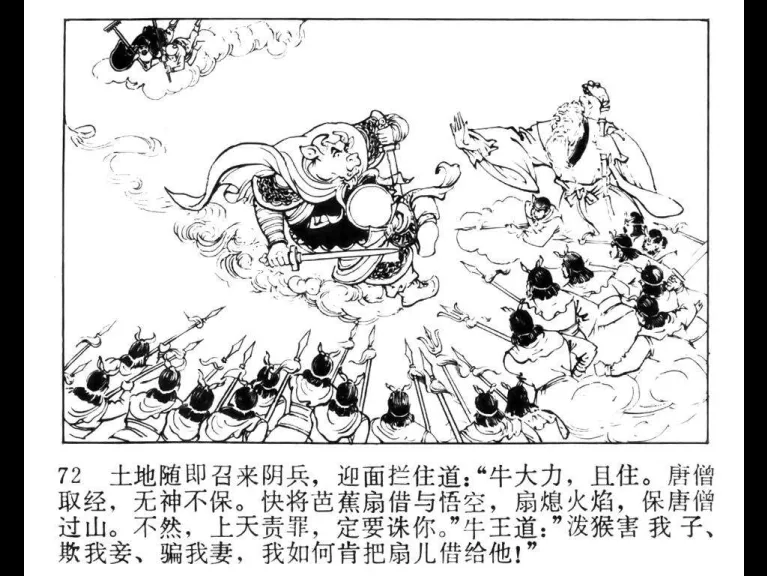 72 土地随即召来阴兵，迎面拦住道：“牛大力，且住。唐僧
取经，无神不保。快将芭蕉扇借与悟空，扇熄火焰，保唐僧
过山。不然，上天责罪，定要诛你。”牛王道：“泼猴害我子、
欺我妾、骗我妻，我如何肯把扇儿借给他！”